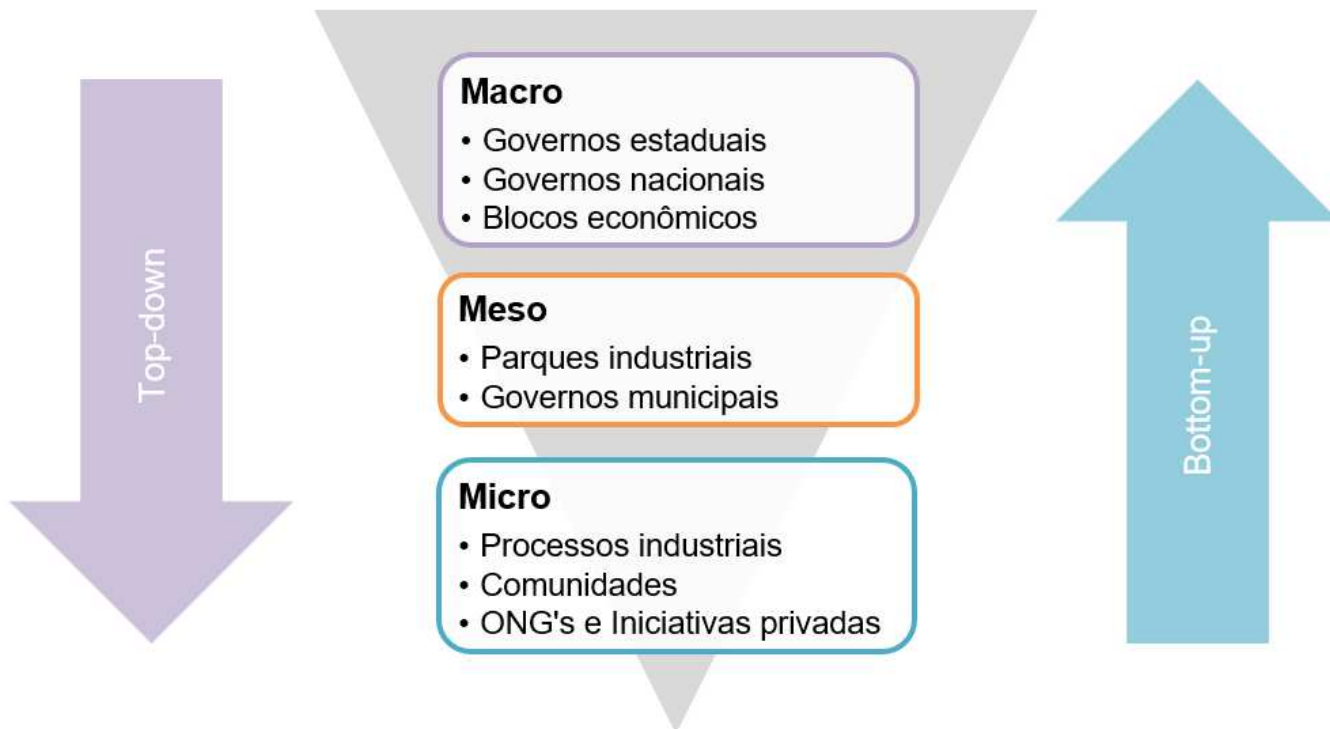 Top-down
Macro
• Governos estaduais
• Governos nacionais
• Blocos econômicos
Meso
• Parques industriais
• Governos municipais
Micro
• Processos industriais
• Comunidades
• ONG's e Iniciativas privadas
Bottom-up